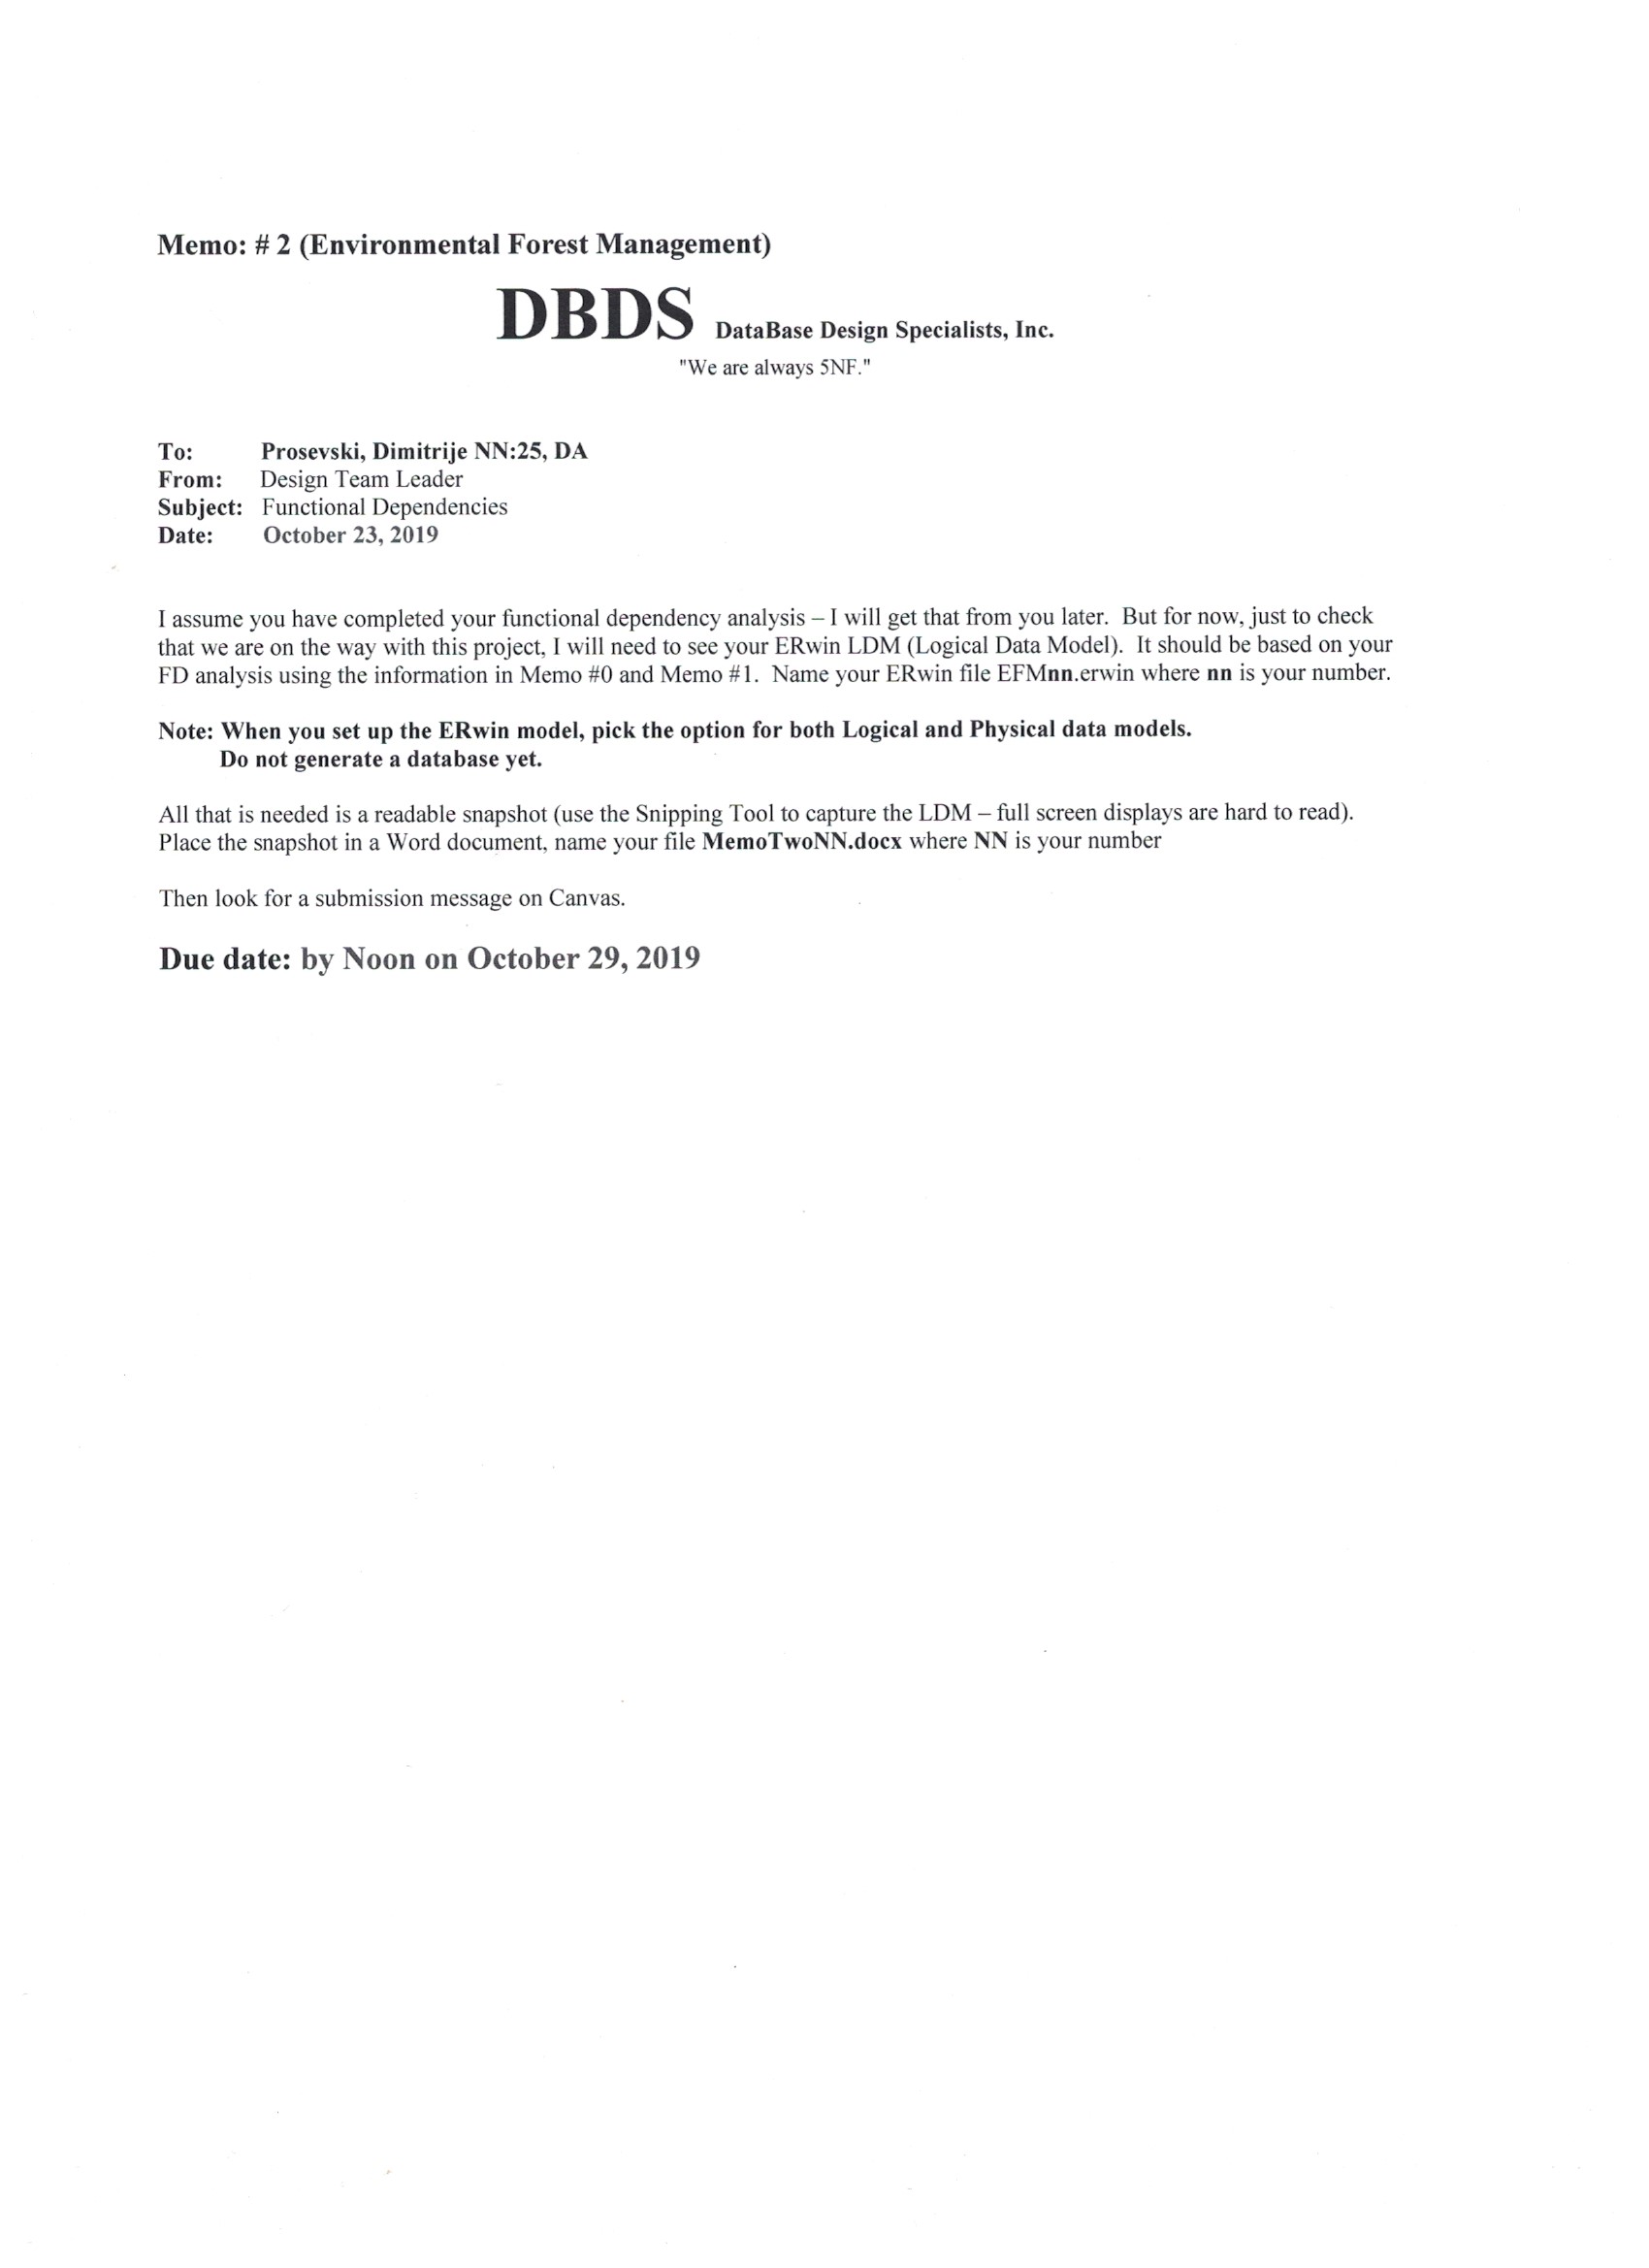 Memo: # 2 (Environmental Forest Management)
DBDS DataBase Design Specialists, Inc.
"We are always 5NF."
To: Prosevski, Dimitrije NN:25, DA
From: Design Team Leader
Subject: Functional Dependencies
Date: October 23, 2019
I assume you have completed your functional dependency analysis – I will get that from you later. But for now, just to check
that we are on the way with this project, I will need to see your ERwin LDM (Logical Data Model). It should be based on your
FD analysis using the information in Memo #0 and Memo #1. Name your ERwin file EFMnn.erwin where nn is your number.
Note: When you set up the ERwin model, pick the option for both Logical and Physical data models.
Do not generate a database yet.
All that is needed is a readable snapshot (use the Snipping Tool to capture the LDM – full screen displays are hard to read).
Place the snapshot in a Word document, name your file MemoTwoNN.docx where NN is your number
Then look for a submission message on Canvas.
Due date: by Noon on October 29, 2019